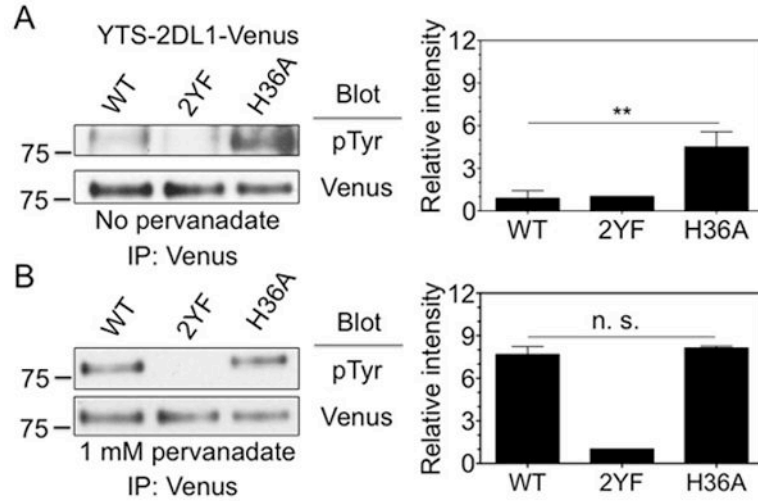 A
YTS-2DL1-Venus
WT 2YF H36A Blot
75 pTyr
75 Venus
No pervanadate
IP: Venus
Relative intensity
12
9
6
3
0
**
WT 2YF H36A
B
WT 2YF H36A Blot
75 pTyr
75 Venus
1 mM pervanadate
IP: Venus
Relative intensity
12
9
6
3
0
n. s.
WT 2YF H36A